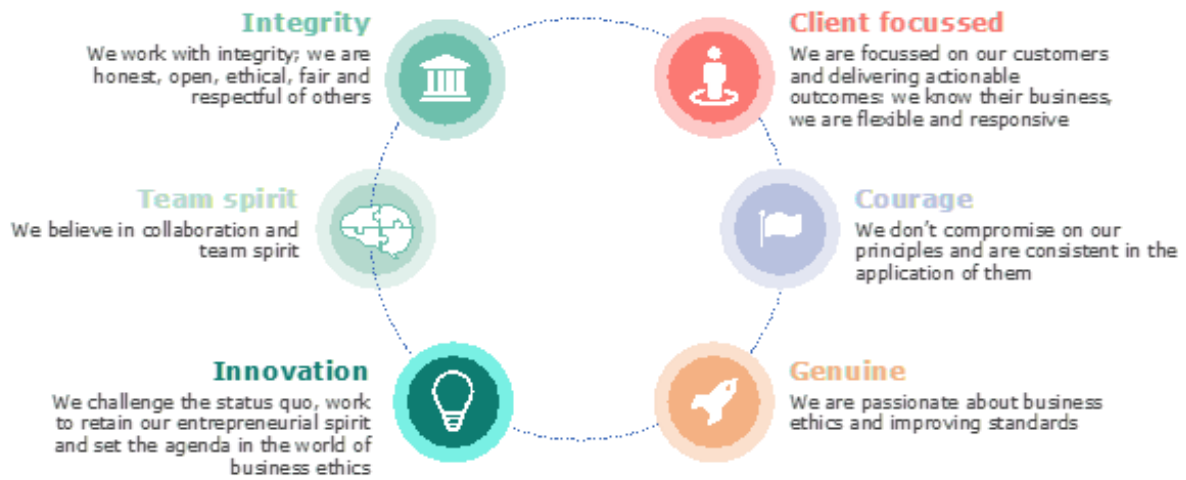 Integrity
We work with integrity; we are
honest, open, ethical, fair and
respectful of others
Client focussed
We are focussed on our customers
and delivering actionable
outcomes: we know their business,
we are flexible and responsive
Team spirit
We believe in collaboration and
team spirit
Courage
We don't compromise on our
principles and are consistent in the
application of them
Innovation
We challenge the status quo, work
to retain our entrepreneurial spirit
and set the agenda in the world of
business ethics
Genuine
We are passionate about business
ethics and improving standards